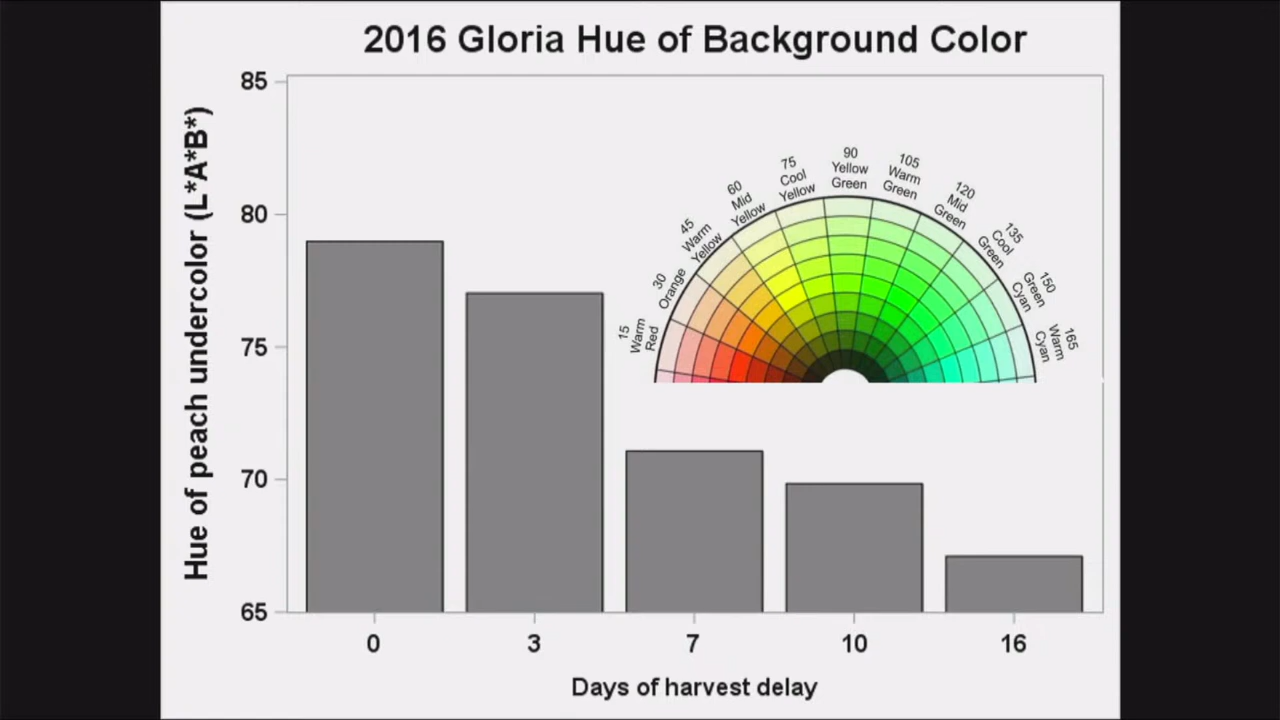 2016 Gloria Hue of Background Color
Hue of peach undercolor (L*A*B*)
85
80
75
70
65
15
Warm
Red
30
Orange
45
Warm
Yellow
60
Mid
Yellow
75
Cool
Yellow
90
Yellow
Green
105
Warm
Green
120
Mid
Green
135
Cool
Green
150
Green
Cyan
165
Warm
Cyan
0 3 7 10 16
Days of harvest delay